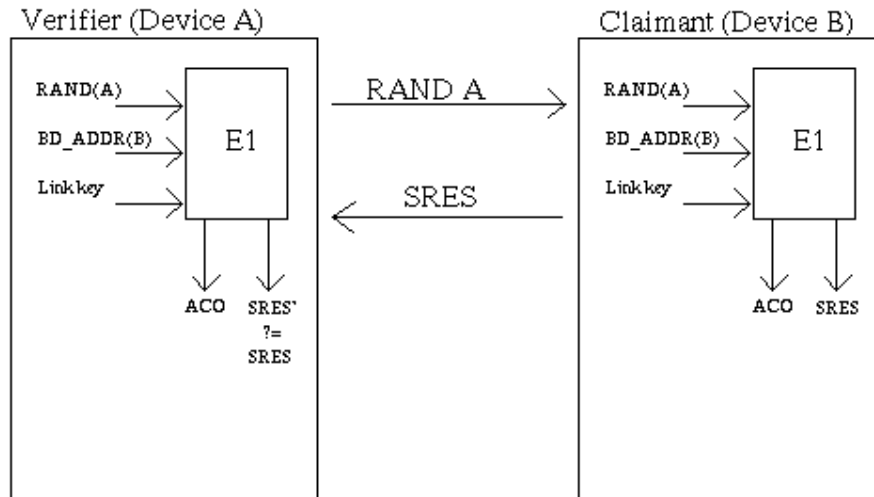 Verifier (Device A)
RAND(A)
BD_ADDR(B)
Link key
E1
ACO
SRES'
?=
SRES
RAND A
SRES
Claimant (Device B)
RAND(A)
BD_ADDR(B)
Link key
E1
ACO
SRES